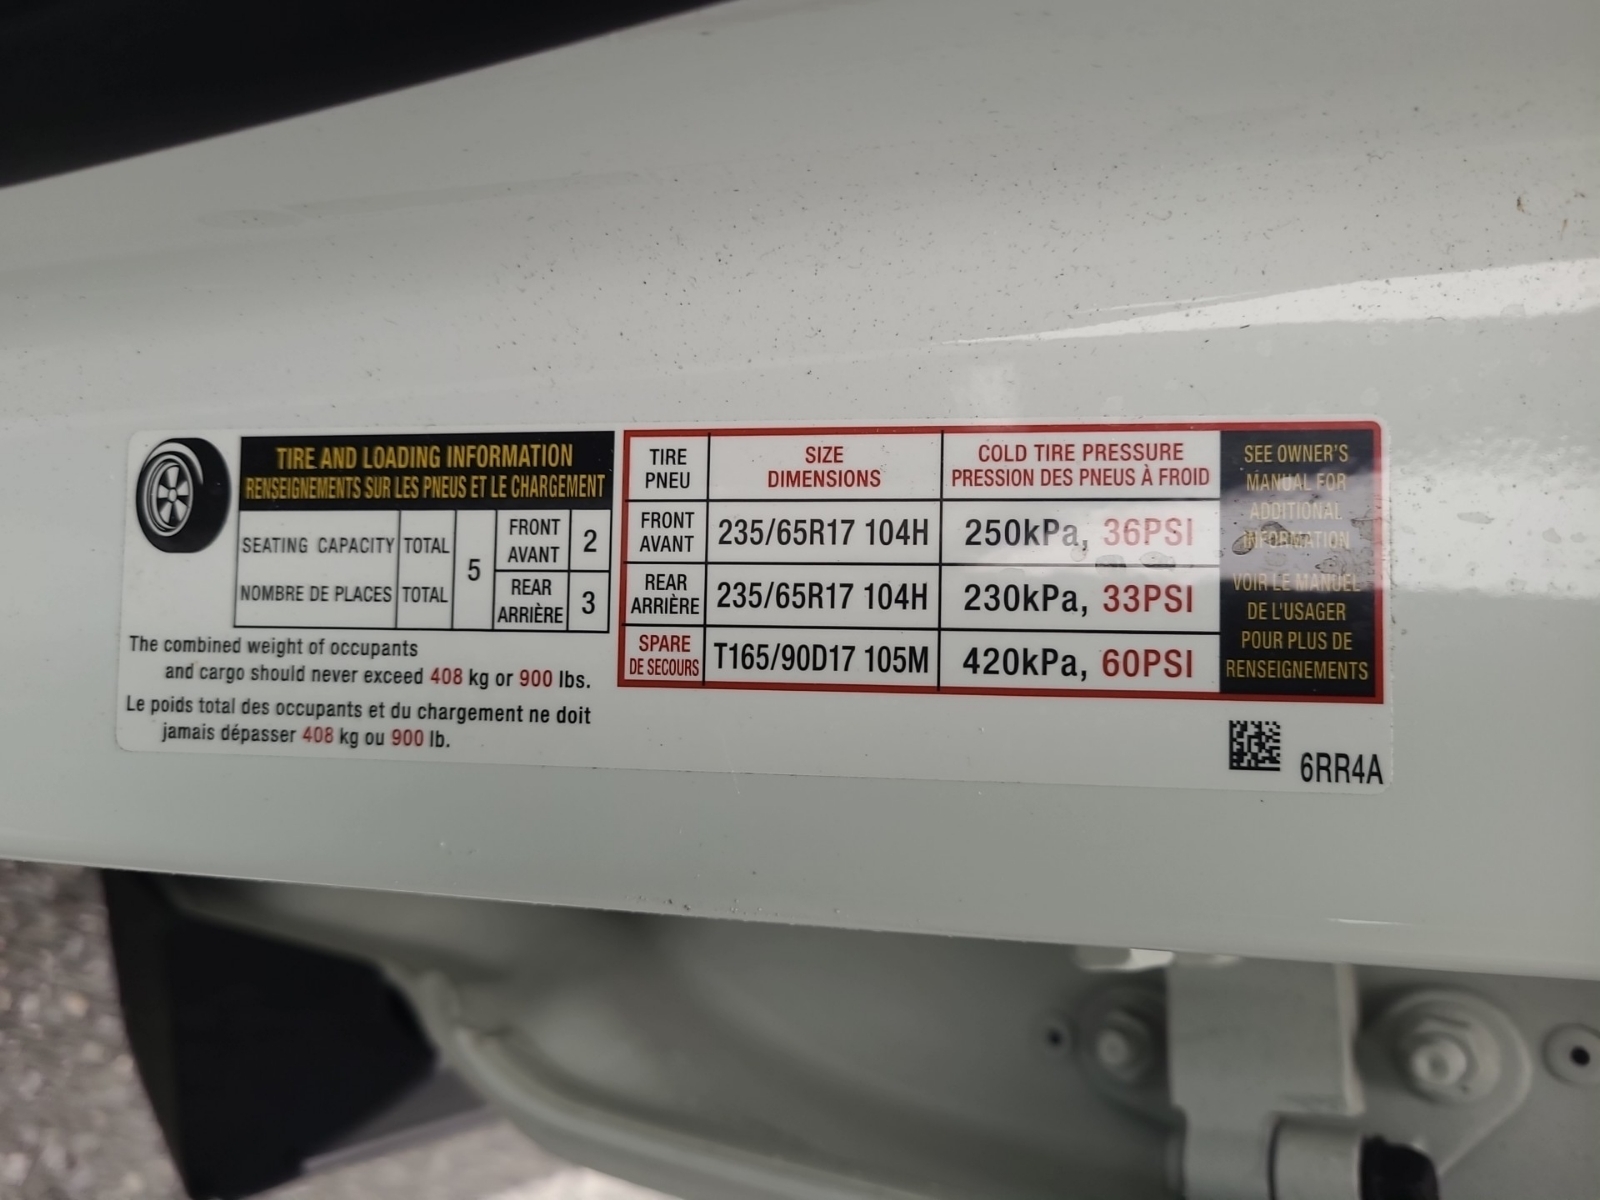 TIRE AND LOADING INFORMATION
RENSEIGNEMENTS SUR LES PNEUS ET LE CHARGEMENT
SEATING CAPACITY TOTAL
NOMBRE DE PLACES TOTAL
5
FRONT
AVANT
2
REAR
ARRIÈRE
3
The combined weight of occupants
and cargo should never exceed 408 kg or 900 lbs.
Le poids total des occupants et du chargement ne doit
jamais dépasser 408 kg ou 900 lb.
TIRE
PNEU
SIZE
DIMENSIONS
COLD TIRE PRESSURE
PRESSION DES PNEUS À FROID
FRONT
AVANT
235/65R17 104H
250kPa, 36PSI
REAR
ARRIÈRE
235/65R17 104H
230kPa, 33PSI
SPARE
DE SECOURS
T165/90D17 105M
420kPa, 60PSI
SEE OWNER'S
MANUAL FOR
ADDITIONAL
INFORMATION
VOIR LE MANUEL
DE L'USAGER
POUR PLUS DE
RENSEIGNEMENTS
6RR4A